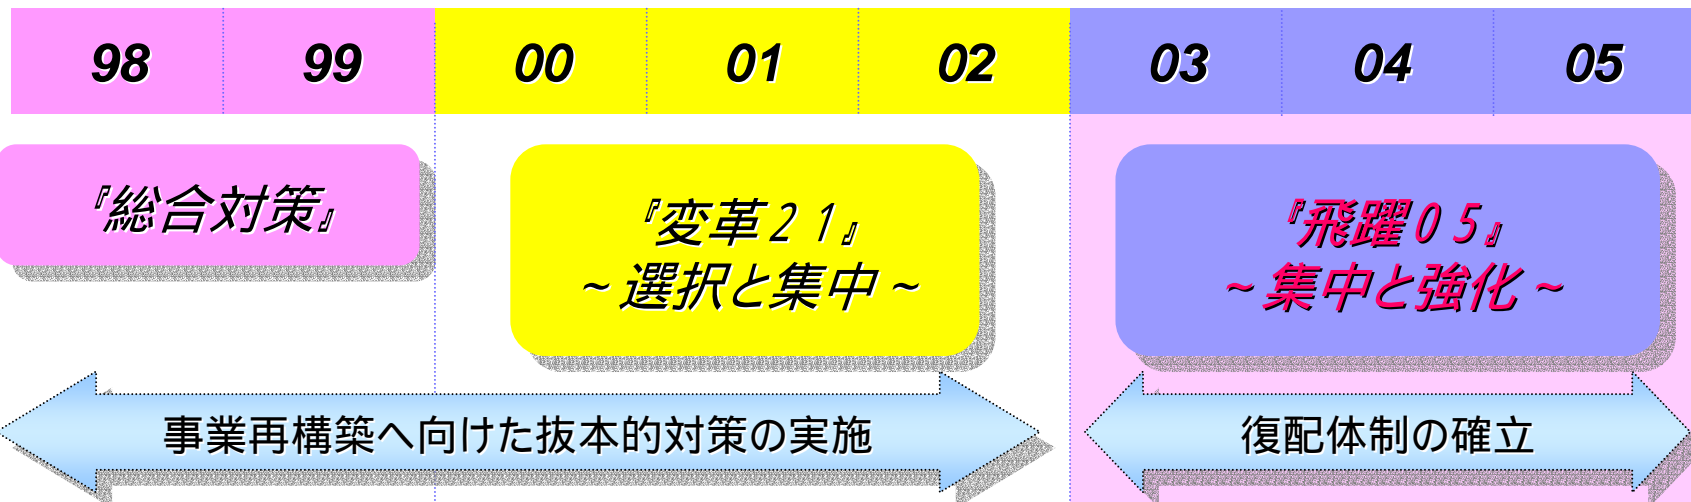 98 99 00 01 02 03 04 05
『総合対策』
『変革２１』
~選択と集中~
『飛躍０５』
~集中と強化~
事業再構築へ向けた抜本的対策の実施
復配体制の確立